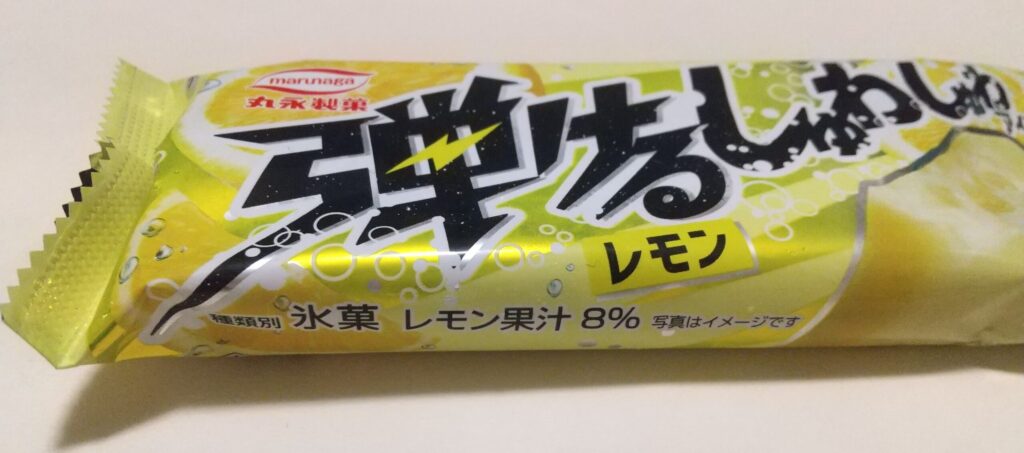 marunaga
丸永製菓
弾けるしゅわしゅわ
レモン
種類別 氷菓 レモン果汁 8% 写真はイメージです